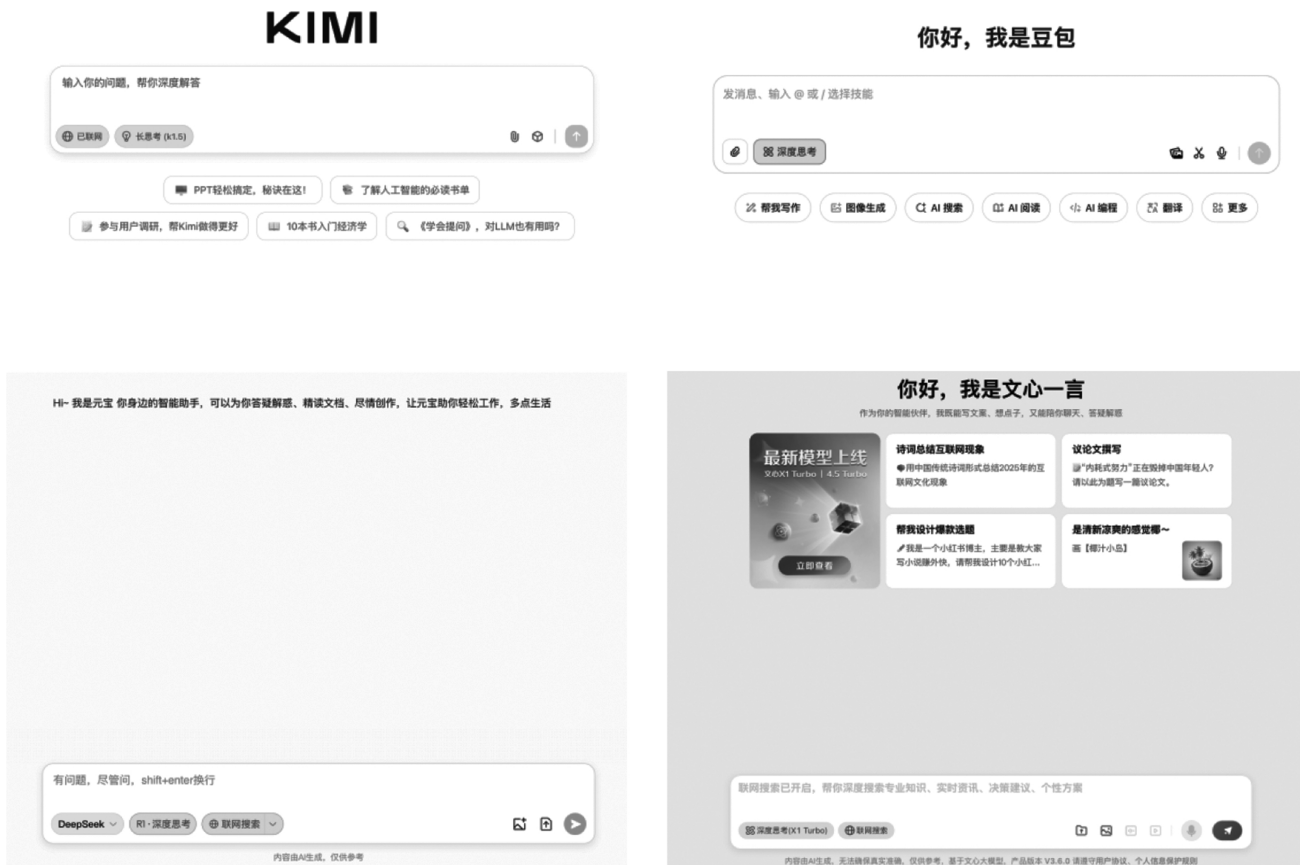 KIMI
输入你的问题，帮你深度解答
已联网
长思考 (k1.5)
PPT轻松搞定，秘诀在这！
了解人工智能的必读书单
参与用户调研，帮Kimi做得更好
10本书入门经济学
《学会提问》，对LLM也有用吗？
你好，我是豆包
发消息、输入 @ 或 / 选择技能
深度思考
帮我写作
图像生成
AI 搜索
AI 阅读
AI 编程
翻译
更多
Hi~ 我是元宝 你身边的智能助手，可以为你答疑解惑、精读文档、尽情创作，让元宝助你轻松工作，多点生活
有问题，尽管问，shift+enter换行
DeepSeek
R1·深度思考
联网搜索
内容由AI生成，仅供参考
你好，我是文心一言
作为你的智能伙伴，我既能写文案、想点子，又能陪你聊天、答疑解惑
最新模型上线
文心X1 Turbo | 4.5 Turbo
立即查看
诗词总结互联网现象
用中国传统诗词形式总结2025年的互
联网文化现象
议论文撰写
“内耗式努力”正在毁掉中国年轻人？
请以此为题写一篇议论文。
帮我设计爆款选题
我是一个小红书博主，主要是教大家
写小说赚外快，请帮我设计10个小红...
是清新凉爽的感觉椰～
画【椰汁小岛】
联网搜索已开启，帮你深度搜索专业知识、实时资讯、决策建议、个性方案
深度思考(X1 Turbo)
联网搜索
内容由AI生成，无法确保真实准确，仅供参考，基于文心大模型，产品版本 V3.6.0 请遵守用户协议、个人信息保护规则